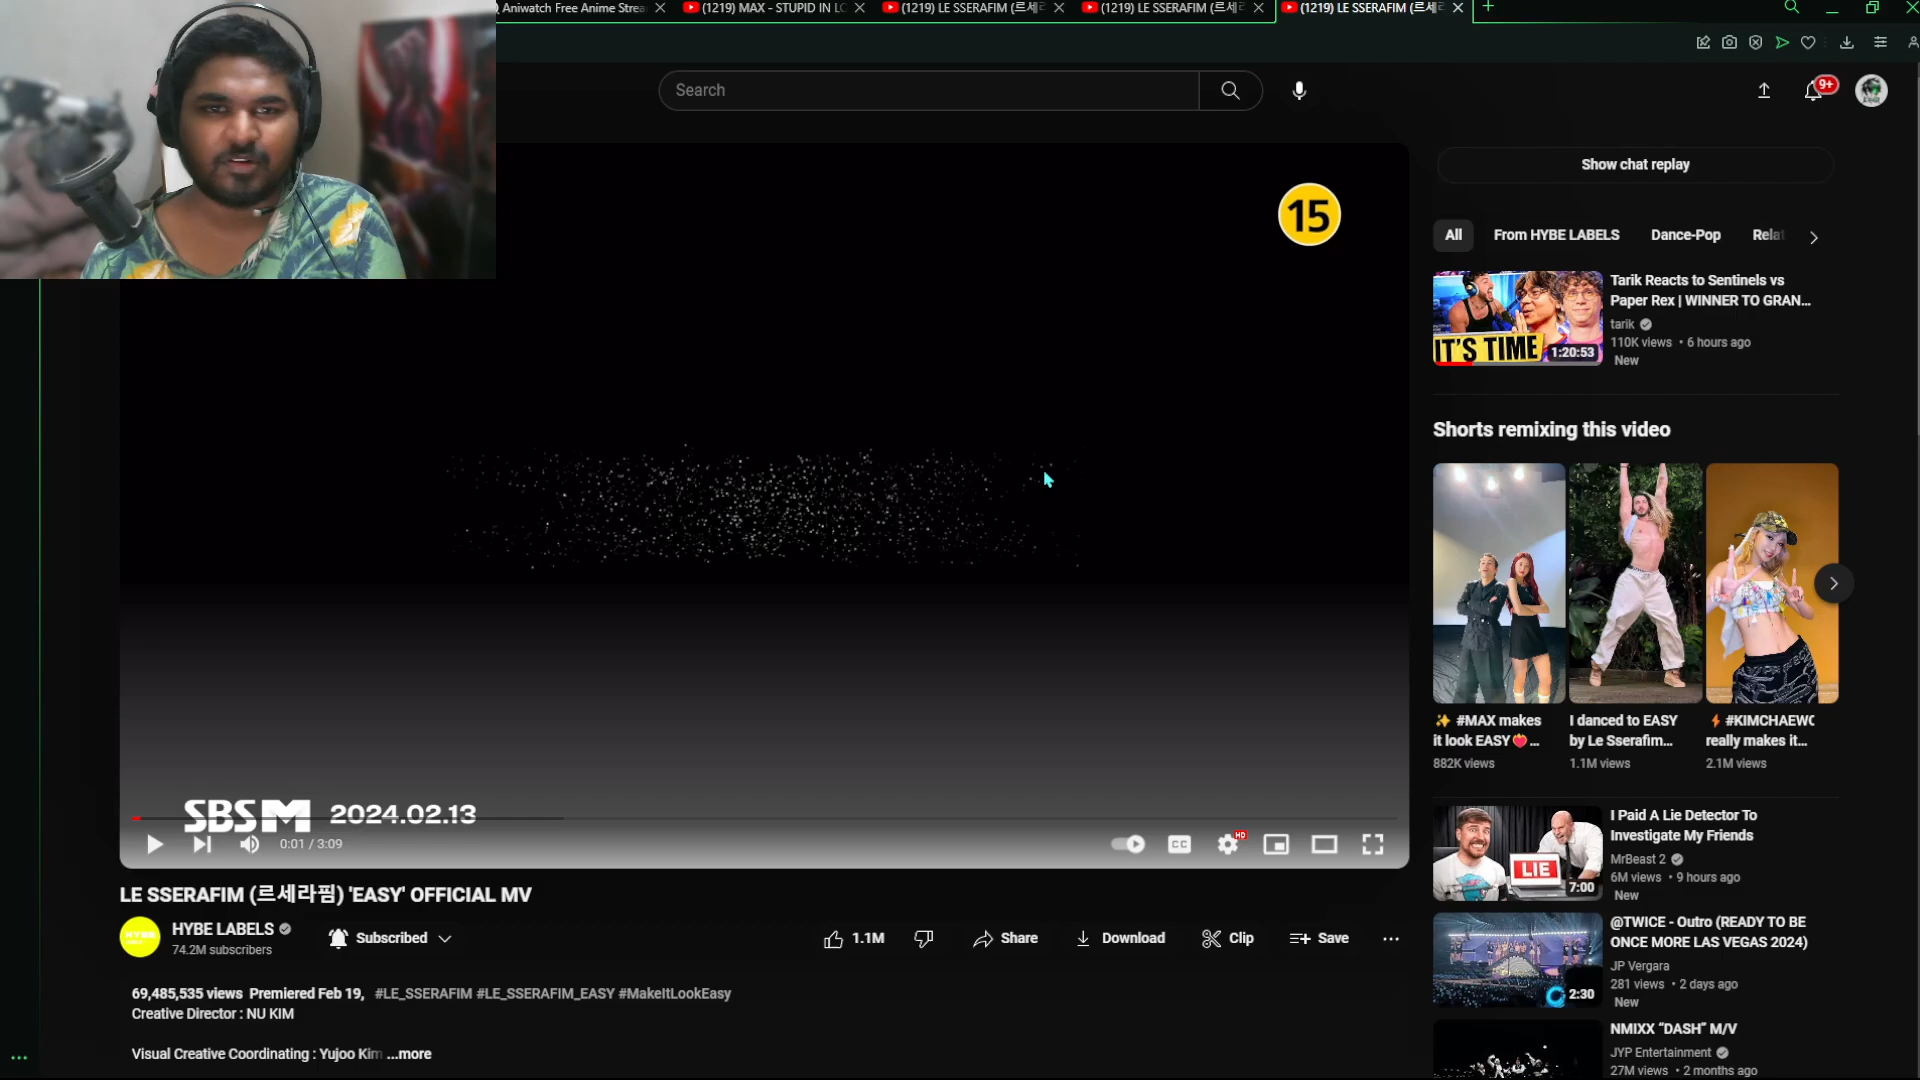 Aniwatch Free Anime Strea
(1219) MAX - STUPID IN LO
(1219) LE SSERAFIM (르세르
(1219) LE SSERAFIM (르세르
(1219) LE SSERAFIM (르세르
Search
9+
15
SBS M 2024.02.13
0:01 / 3:09
CC
HD
LE SSERAFIM (르세라핌) 'EASY' OFFICIAL MV
HYBE LABELS
74.2M subscribers
Subscribed
1.1M
Share
Download
Clip
Save
69,485,535 views Premiered Feb 19, #LE_SSERAFIM #LE_SSERAFIM_EASY #MakeItLookEasy
Creative Director : NU KIM
Visual Creative Coordinating : Yujoo Kim ...more
Show chat replay
All From HYBE LABELS Dance-Pop Relat
IT'S TIME
1:20:53
Tarik Reacts to Sentinels vs
Paper Rex | WINNER TO GRAN...
tarik
110K views • 6 hours ago
New
Shorts remixing this video
✨ #MAX makes
it look EASY❤️‍🔥...
882K views
I danced to EASY
by Le Sserafim...
1.1M views
⚡ #KIMCHAEWO
really makes it...
2.1M views
LIE
7:00
I Paid A Lie Detector To
Investigate My Friends
MrBeast 2
6M views • 9 hours ago
New
2:30
@TWICE - Outro (READY TO BE
ONCE MORE LAS VEGAS 2024)
JP Vergara
281 views • 2 days ago
New
NMIXX “DASH” M/V
JYP Entertainment
27M views • 2 months ago